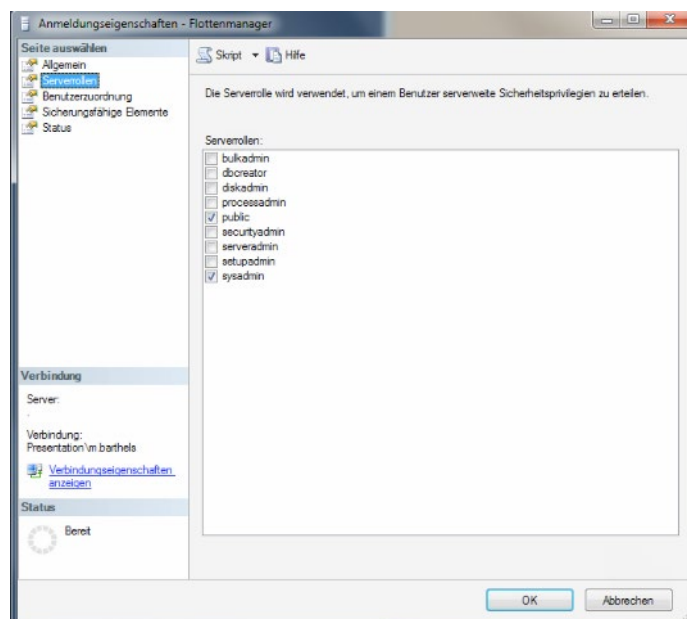 Anmeldungseigenschaften - Flottenmanager
Seite auswählen
Allgemein
Serverrollen
Benutzerzuordnung
Sicherungsfähige Elemente
Status
Skript
Hilfe
Die Serverrolle wird verwendet, um einem Benutzer serverweite Sicherheitsprivilegien zu erteilen.
Serverrollen:
bulkadmin
dbcreator
diskadmin
processadmin
public
securityadmin
serveradmin
setupadmin
sysadmin
Verbindung
Server:
.
Verbindung:
Presentation\m.barthels
Verbindungseigenschaften
anzeigen
Status
Bereit
OK
Abbrechen